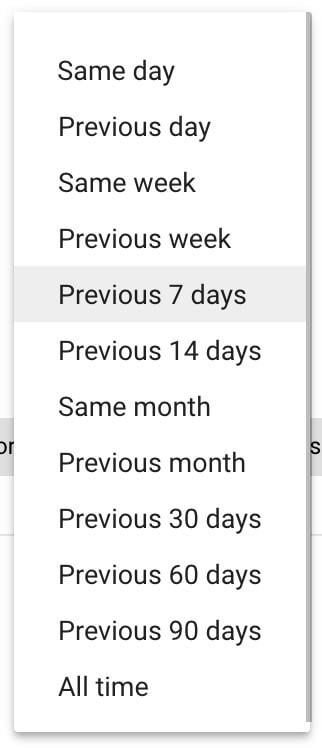 Same day
Previous day
Same week
Previous week
Previous 7 days
Previous 14 days
Same month
Previous month
Previous 30 days
Previous 60 days
Previous 90 days
All time